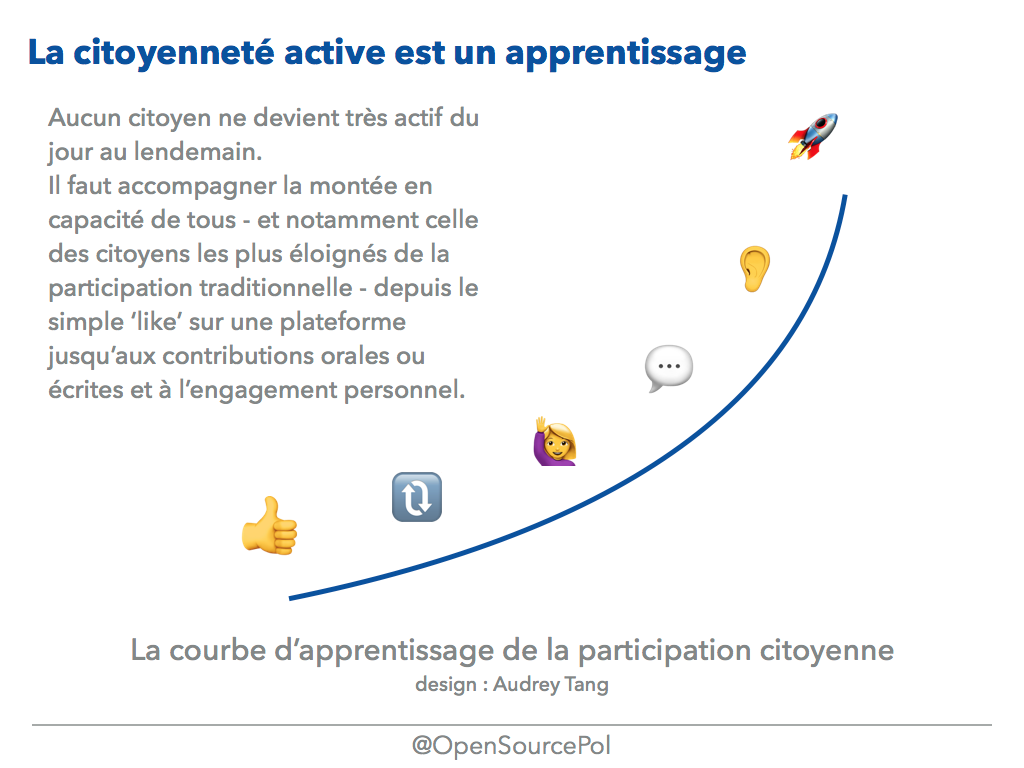 La citoyenneté active est un apprentissage
Aucun citoyen ne devient très actif du
jour au lendemain.
Il faut accompagner la montée en
capacité de tous - et notamment celle
des citoyens les plus éloignés de la
participation traditionnelle - depuis le
simple ‘like’ sur une plateforme
jusqu’aux contributions orales ou
écrites et à l’engagement personnel.
La courbe d’apprentissage de la participation citoyenne
design : Audrey Tang
@OpenSourcePol